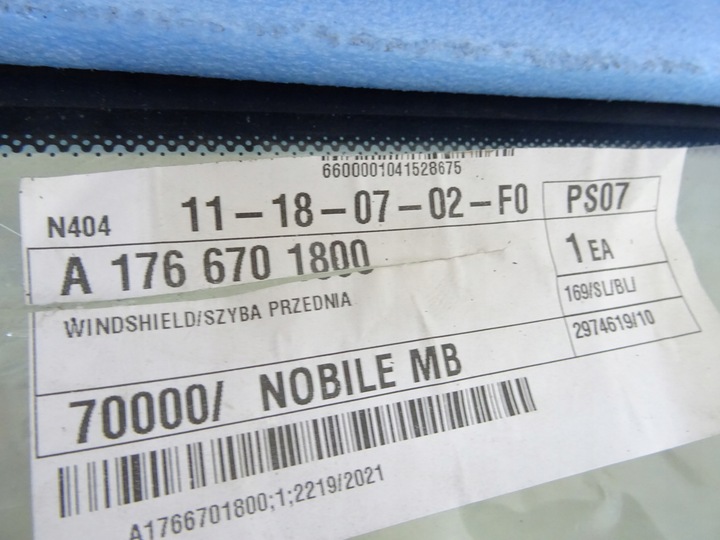 6600001041528675
N404 11-18-07-02-F0 PS07
A 176 670 1800 1 EA
WINDSHIELD/SZYBA PRZEDNIA 169/SL/BL/
2974619/10
70000/ NOBILE MB
A1766701800;1;2219/2021